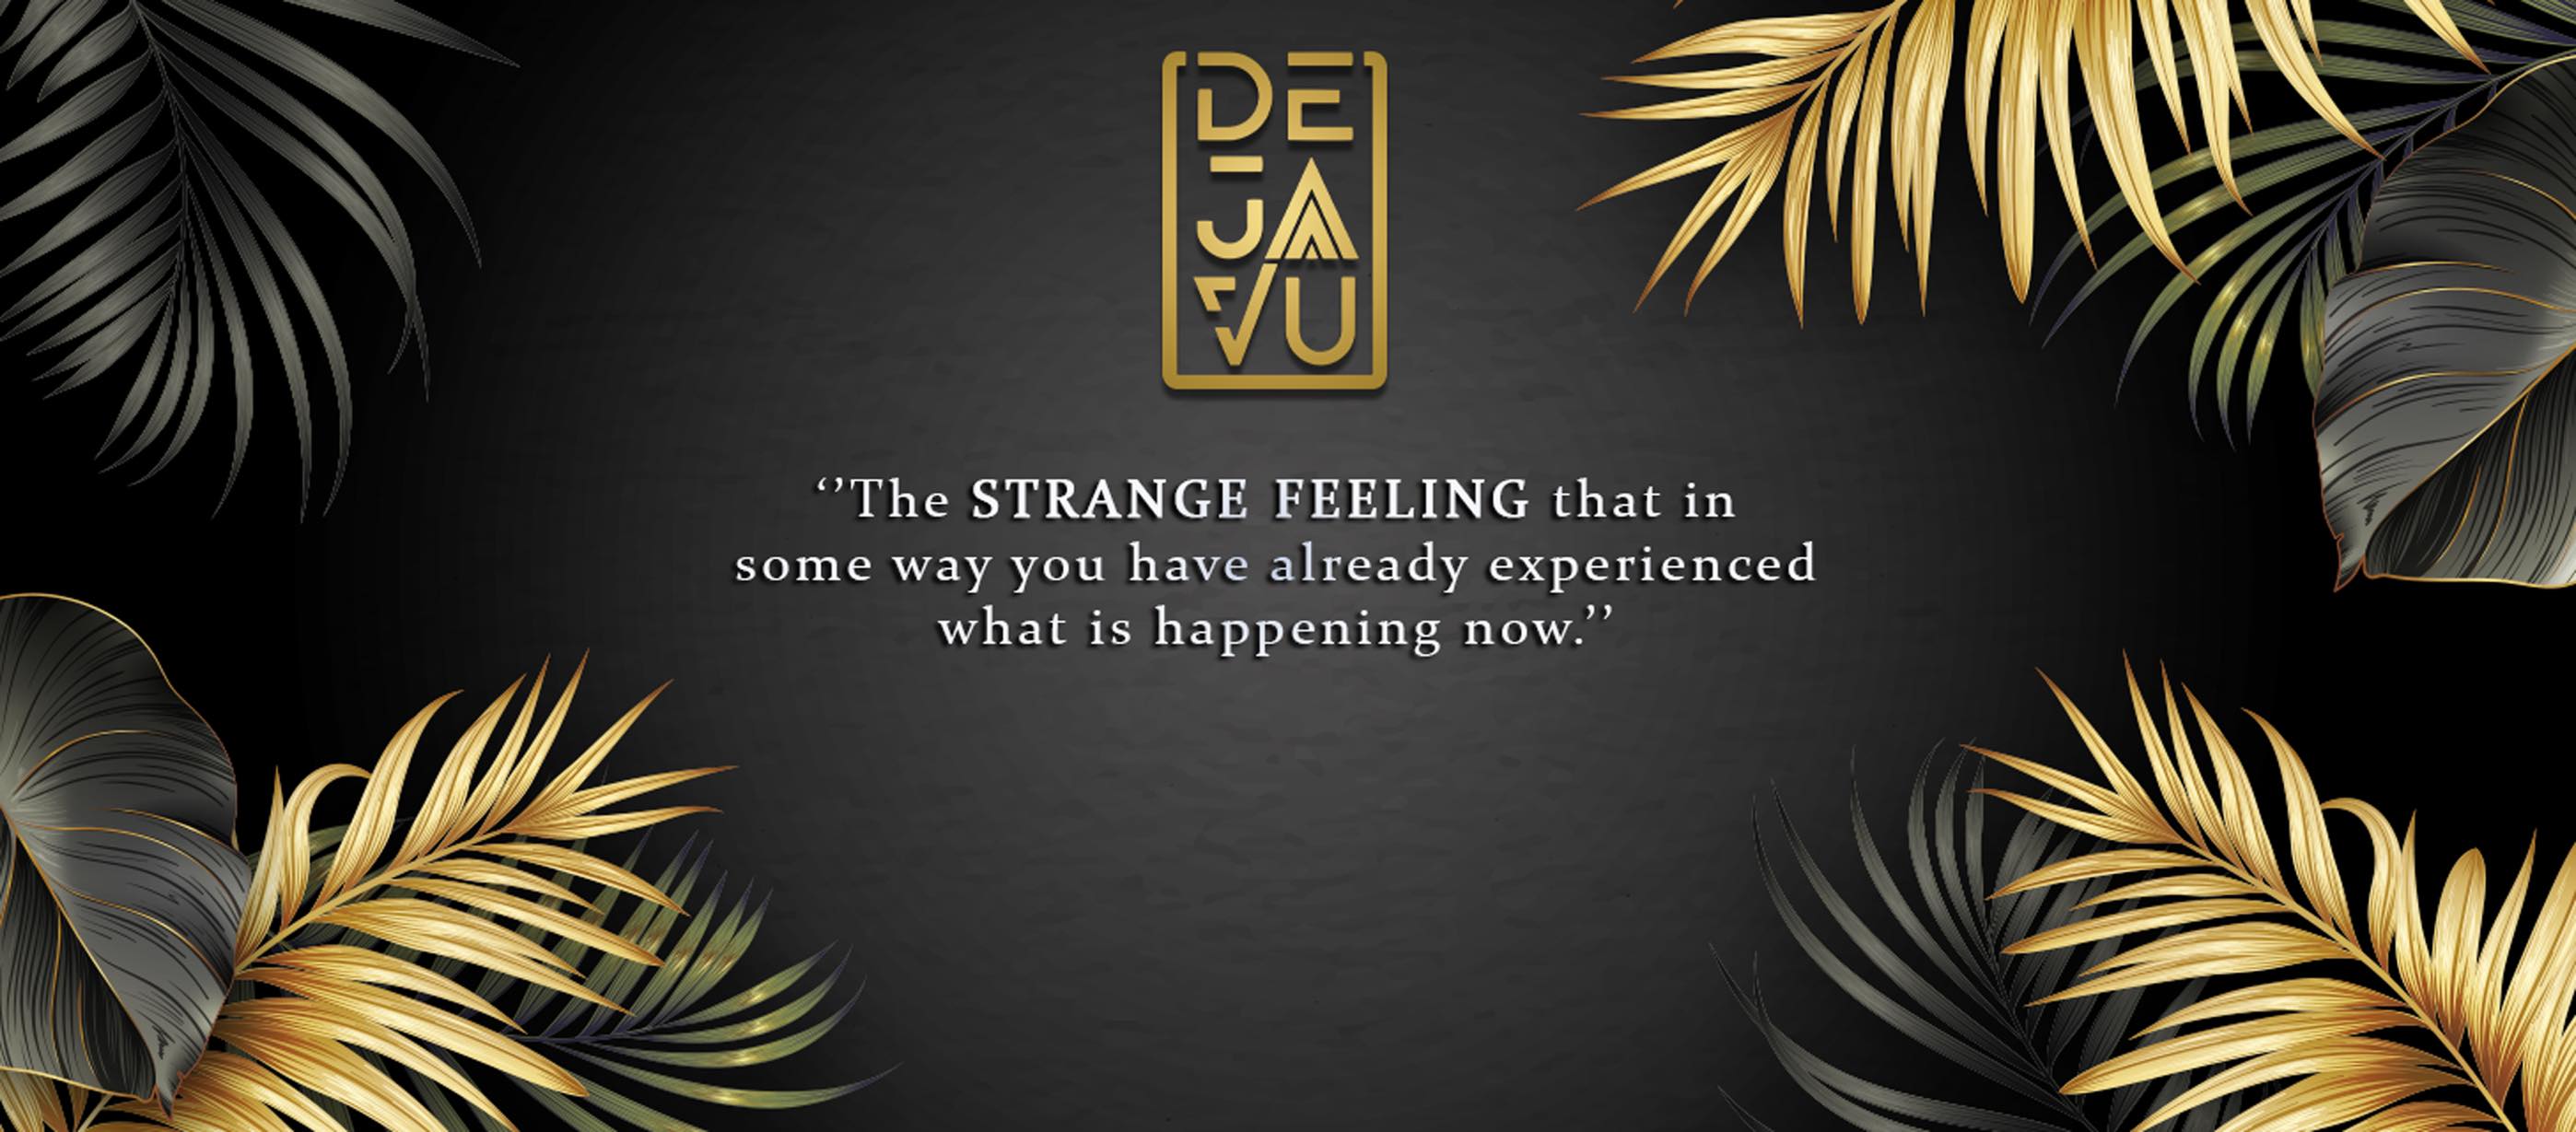 DE
JA
VU
‘’The STRANGE FEELING that in
some way you have already experienced
what is happening now.’’